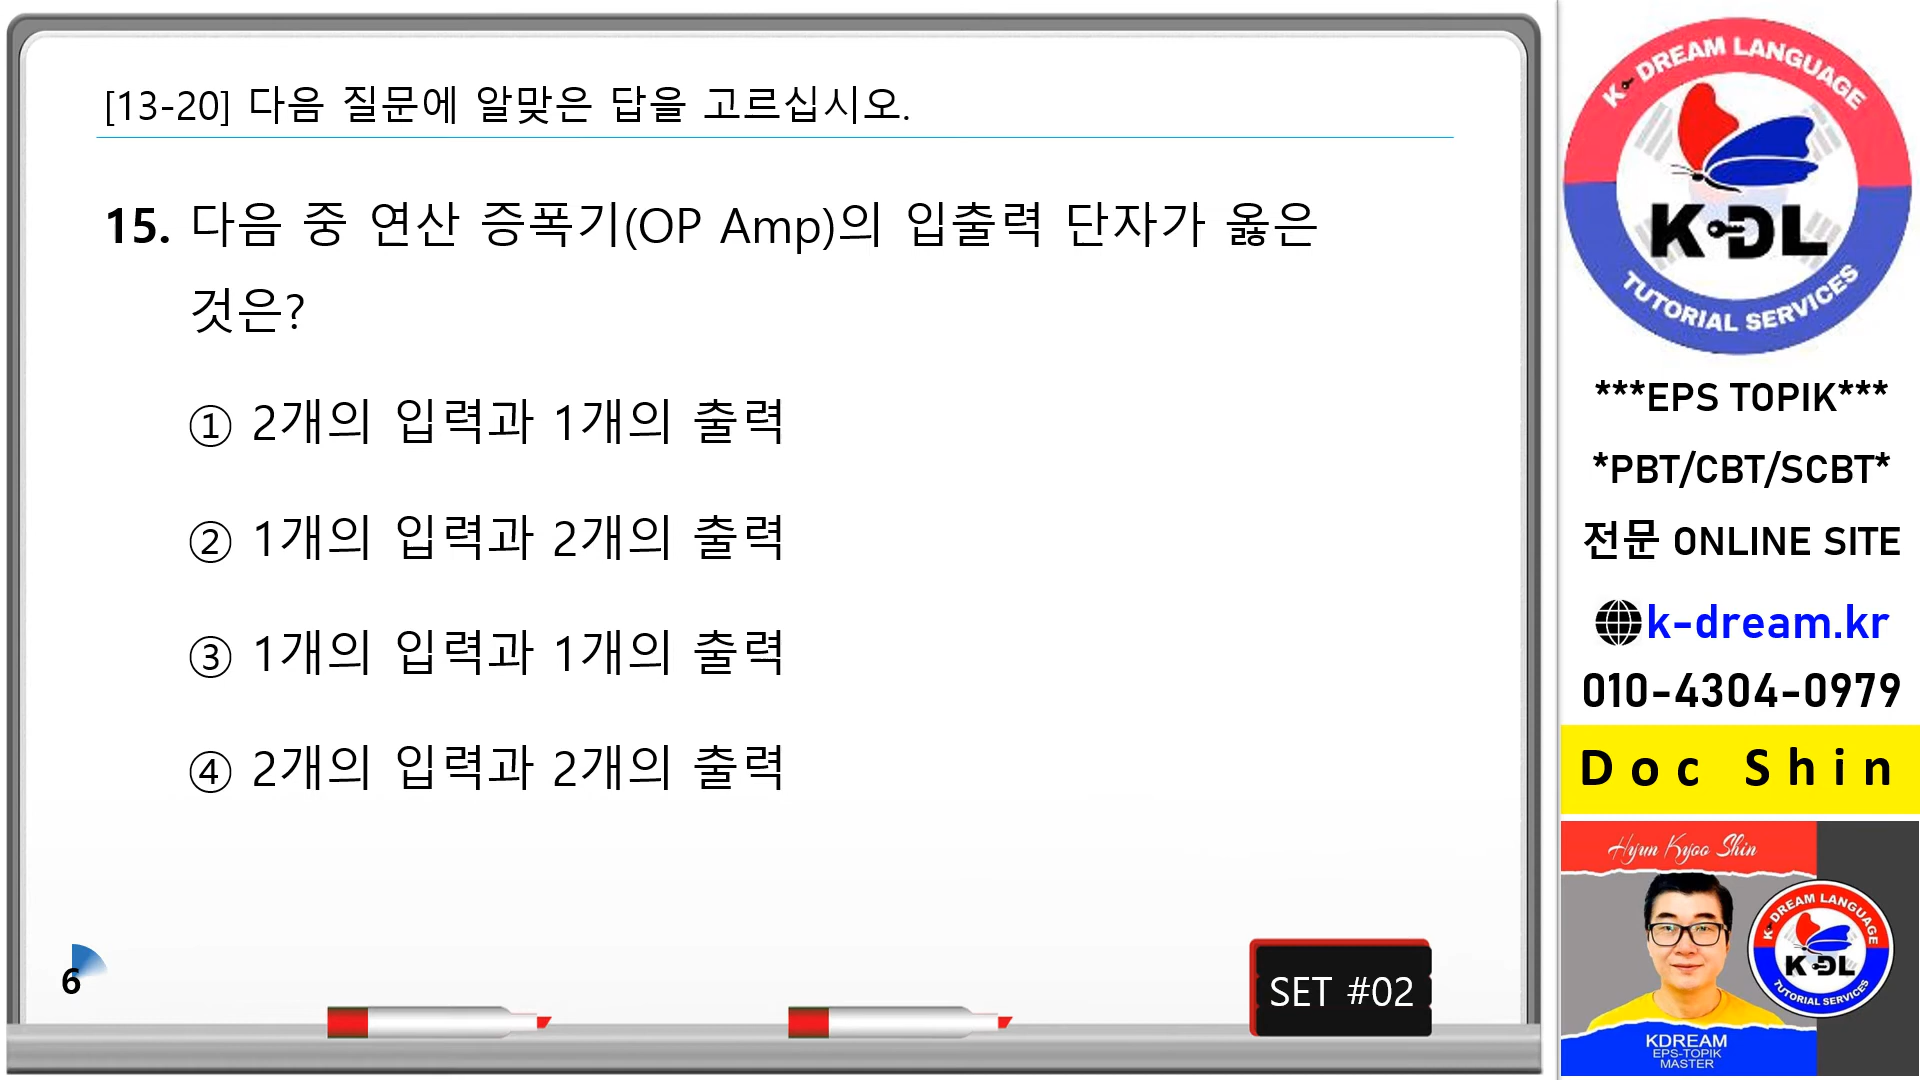 [13-20] 다음 질문에 알맞은 답을 고르십시오.
15. 다음 중 연산 증폭기(OP Amp)의 입출력 단자가 옳은
것은?
① 2개의 입력과 1개의 출력
② 1개의 입력과 2개의 출력
③ 1개의 입력과 1개의 출력
④ 2개의 입력과 2개의 출력
6
SET #02
K-DREAM LANGUAGE
K-DL
TUTORIAL SERVICES
***EPS TOPIK***
*PBT/CBT/SCBT*
전문 ONLINE SITE
k-dream.kr
010-4304-0979
Doc Shin
Hyun Kyoo Shin
K-DREAM LANGUAGE
K-DL
TUTORIAL SERVICES
KDREAM
EPS-TOPIK
MASTER